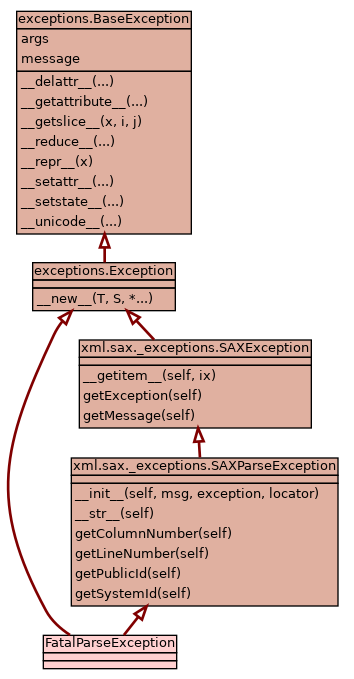 exceptions.BaseException
args
message
__delattr__(...)
__getattribute__(...)
__getslice__(x, i, j)
__reduce__(...)
__repr__(x)
__setattr__(...)
__setstate__(...)
__unicode__(...)
exceptions.Exception
__new__(T, S, *...)
xml.sax._exceptions.SAXException
__getitem__(self, ix)
getException(self)
getMessage(self)
xml.sax._exceptions.SAXParseException
__init__(self, msg, exception, locator)
__str__(self)
getColumnNumber(self)
getLineNumber(self)
getPublicId(self)
getSystemId(self)
FatalParseException